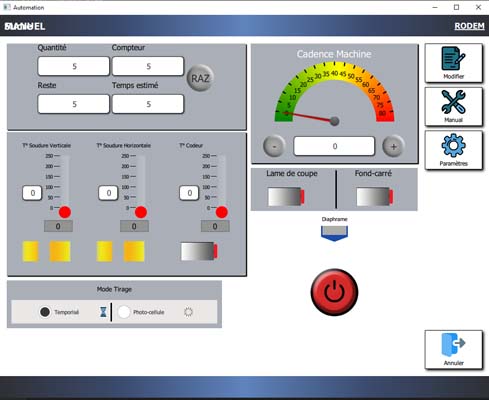 Automation
MANUEL
RODEM
Quantité
Compteur
5
5
RAZ
Reste
Temps estimé
5
5
Cadence Machine
0 5 10 15 20 25 30 35 40 45 50 55 60 65 70 75 80
-
0
+
Modifier
Manual
Paramètres
T° Soudure Verticale
T° Soudure Horizontale
T° Codeur
250
200
150
100
50
0
0
0
250
200
150
100
50
0
0
0
250
200
150
100
50
0
0
0
Lame de coupe
Fond-carré
Diaphrame
Mode Tirage
Temporisé
Photo-cellule
Annuler